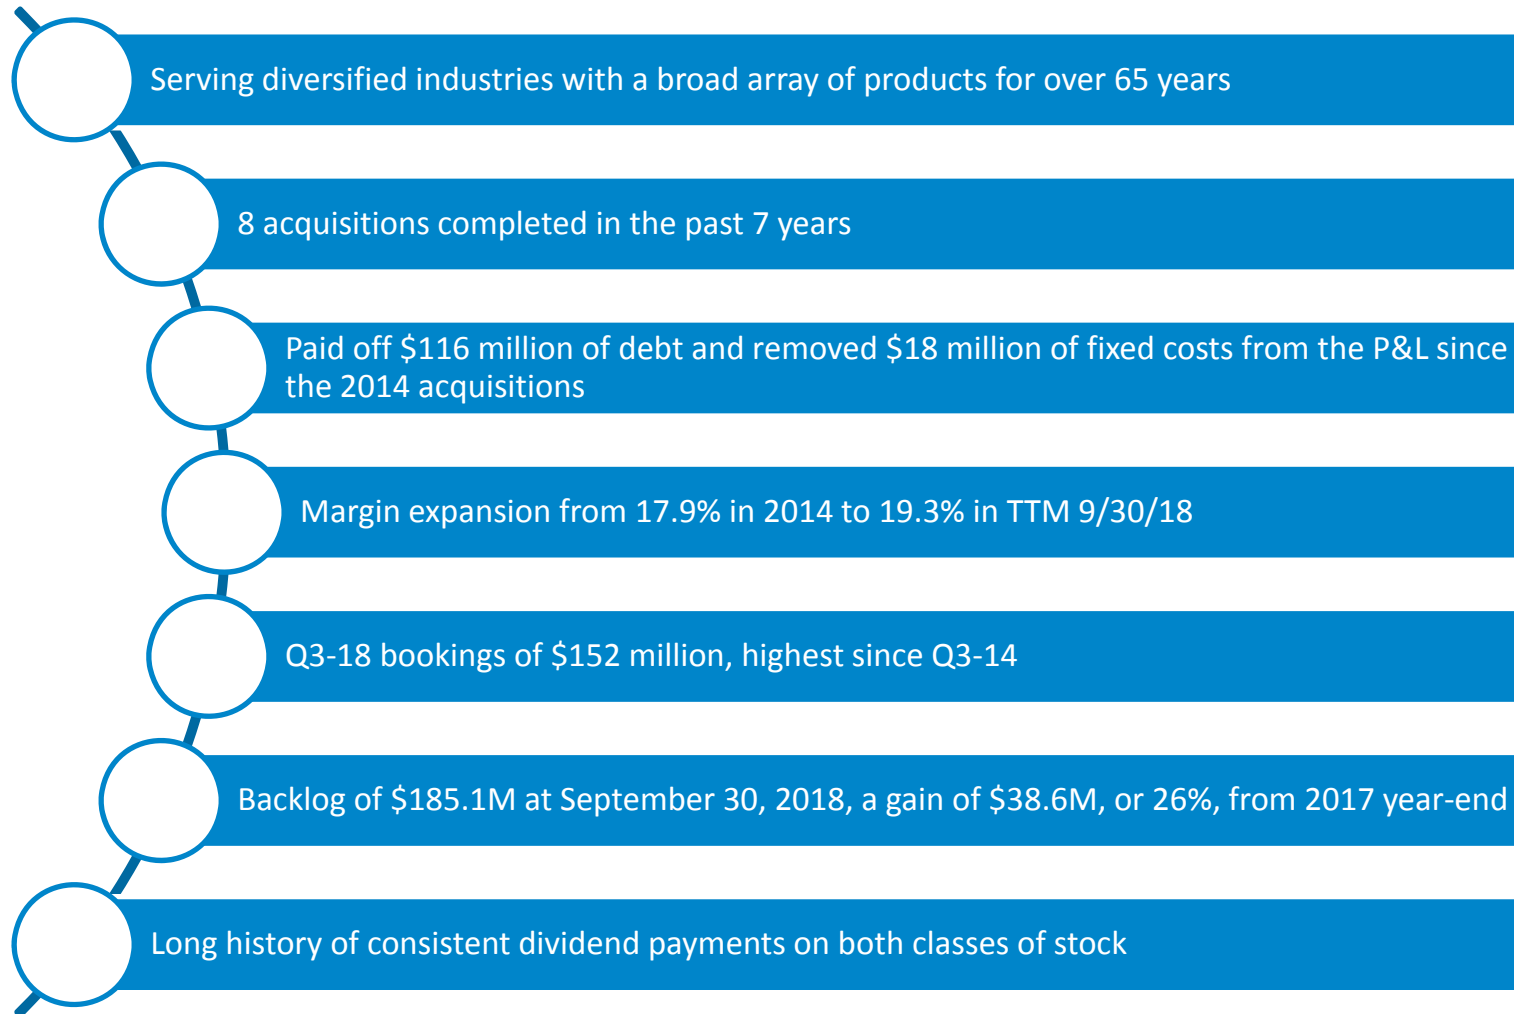 Serving diversified industries with a broad array of products for over 65 years
8 acquisitions completed in the past 7 years
Paid off $116 million of debt and removed $18 million of fixed costs from the P&L since
the 2014 acquisitions
Margin expansion from 17.9% in 2014 to 19.3% in TTM 9/30/18
Q3-18 bookings of $152 million, highest since Q3-14
Backlog of $185.1M at September 30, 2018, a gain of $38.6M, or 26%, from 2017 year-end
Long history of consistent dividend payments on both classes of stock